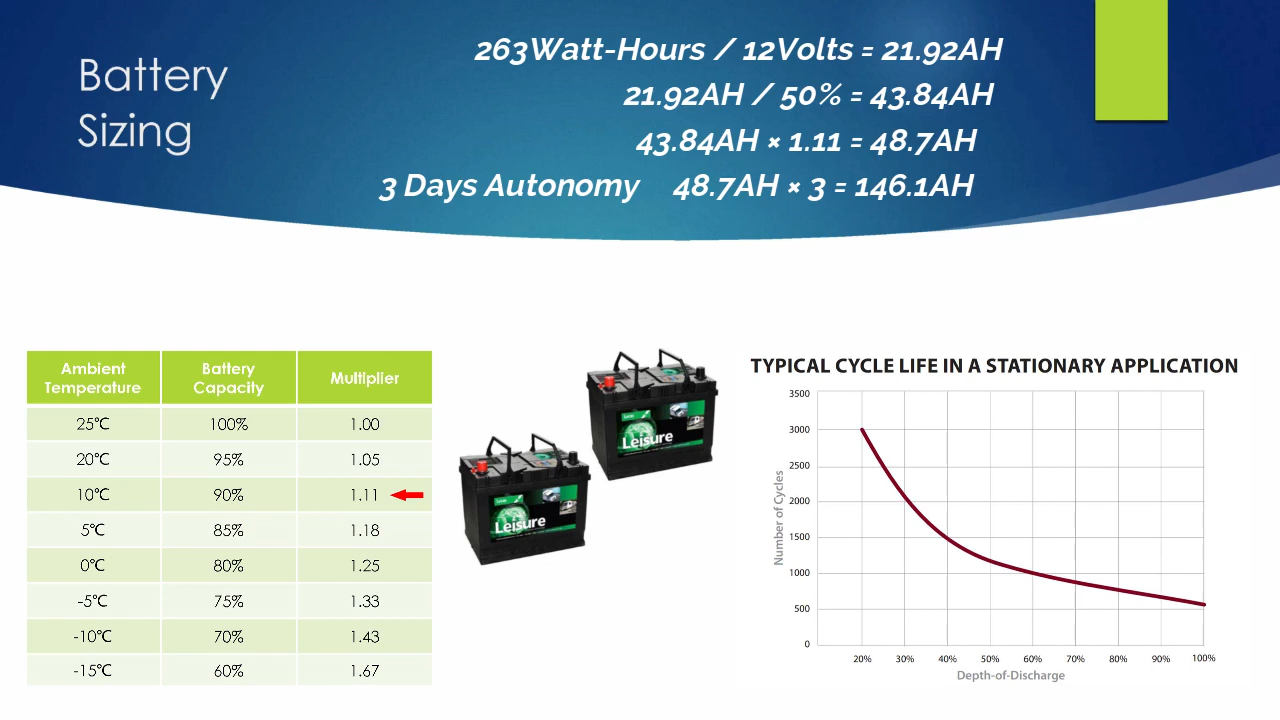 Battery
Sizing
263Watt-Hours / 12Volts = 21.92AH
21.92AH / 50% = 43.84AH
43.84AH × 1.11 = 48.7AH
3 Days Autonomy 48.7AH × 3 = 146.1AH
Ambient Temperature Battery Capacity Multiplier
25℃ 100% 1.00
20℃ 95% 1.05
10℃ 90% 1.11
5℃ 85% 1.18
0℃ 80% 1.25
-5℃ 75% 1.33
-10℃ 70% 1.43
-15℃ 60% 1.67
Leisure
Leisure
TYPICAL CYCLE LIFE IN A STATIONARY APPLICATION
Number of Cycles
3500
3000
2500
2000
1500
1000
500
0
20% 30% 40% 50% 60% 70% 80% 90% 100%
Depth-of-Discharge